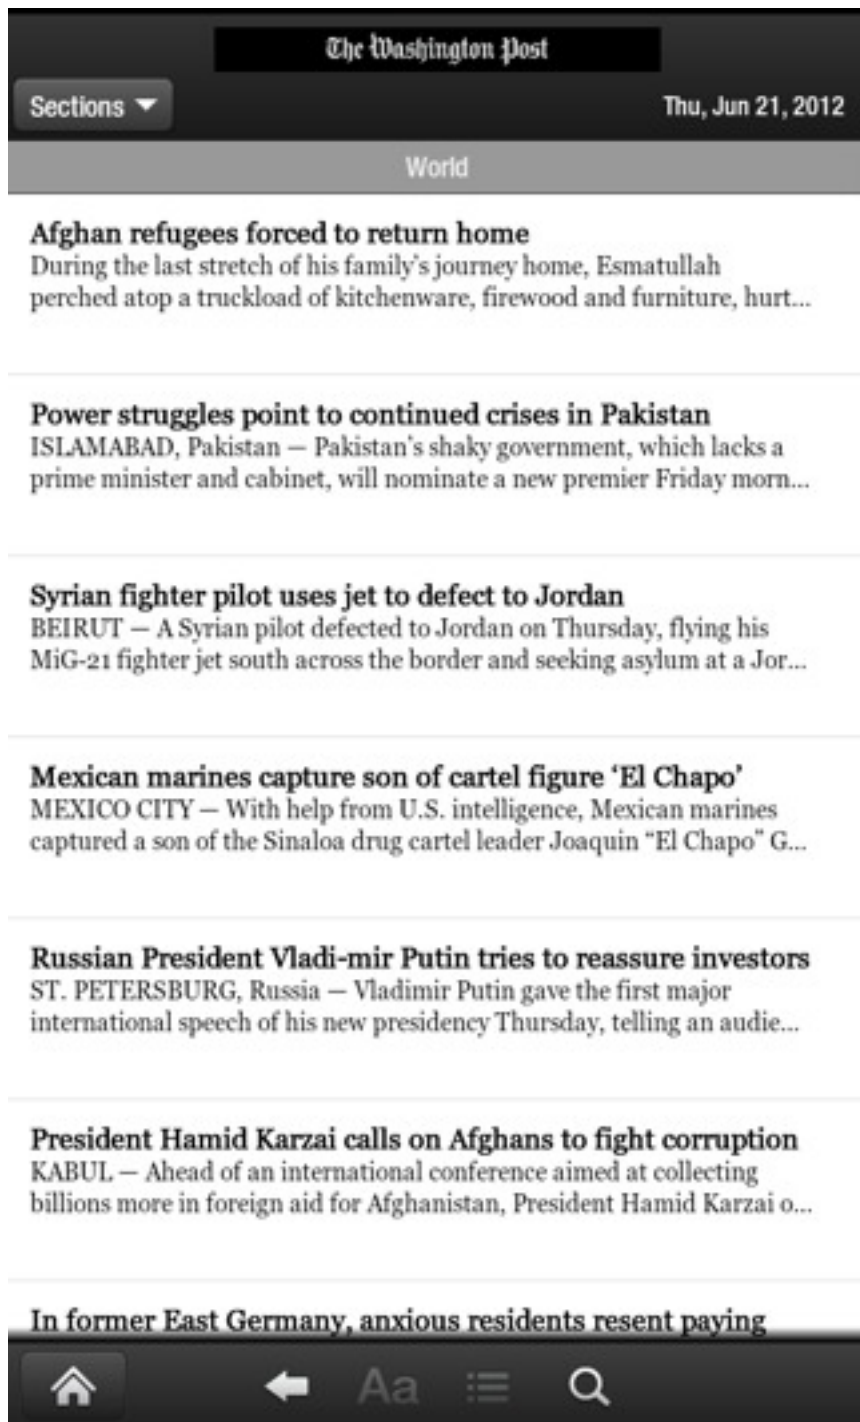 The Washington Post
Sections
Thu, Jun 21, 2012
World
Afghan refugees forced to return home
During the last stretch of his family's journey home, Esmatullah
perched atop a truckload of kitchenware, firewood and furniture, hurt...
Power struggles point to continued crises in Pakistan
ISLAMABAD, Pakistan — Pakistan's shaky government, which lacks a
prime minister and cabinet, will nominate a new premier Friday morn...
Syrian fighter pilot uses jet to defect to Jordan
BEIRUT — A Syrian pilot defected to Jordan on Thursday, flying his
MiG-21 fighter jet south across the border and seeking asylum at a Jor...
Mexican marines capture son of cartel figure ‘El Chapo’
MEXICO CITY — With help from U.S. intelligence, Mexican marines
captured a son of the Sinaloa drug cartel leader Joaquin “El Chapo” G...
Russian President Vladi-mir Putin tries to reassure investors
ST. PETERSBURG, Russia — Vladimir Putin gave the first major
international speech of his new presidency Thursday, telling an audie...
President Hamid Karzai calls on Afghans to fight corruption
KABUL — Ahead of an international conference aimed at collecting
billions more in foreign aid for Afghanistan, President Hamid Karzai o...
In former East Germany, anxious residents resent paying
Aa